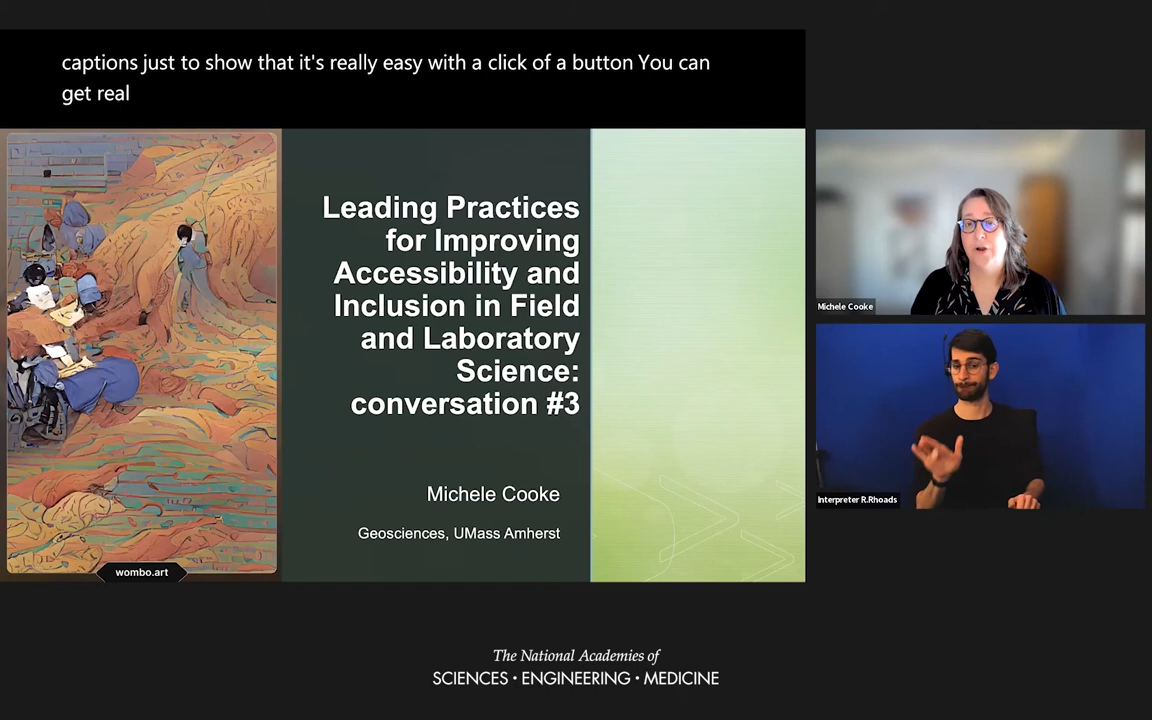 captions just to show that it's really easy with a click of a button You can
get real
Leading Practices
for Improving
Accessibility and
Inclusion in Field
and Laboratory
Science:
conversation #3
Michele Cooke
Geosciences, UMass Amherst
wombo.art
Michele Cooke
Interpreter R.Rhoads
The National Academies of
SCIENCES · ENGINEERING · MEDICINE